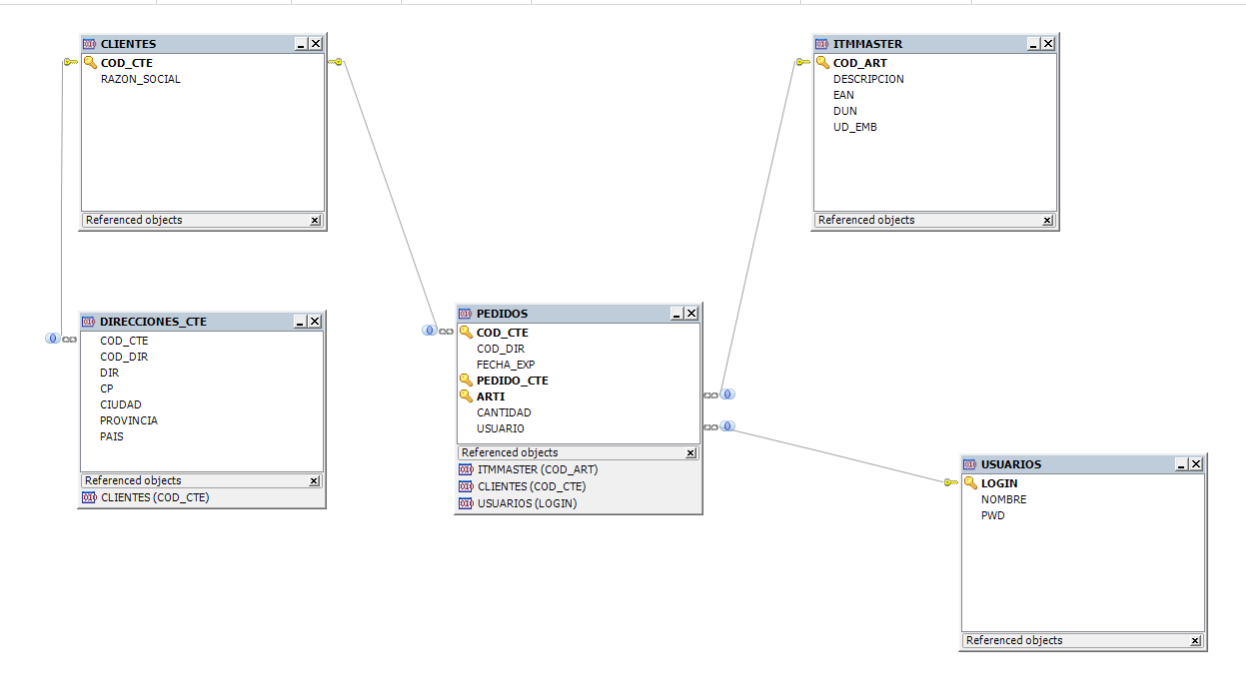 CLIENTES
COD_CTE
RAZON_SOCIAL
Referenced objects
ITMMASTER
COD_ART
DESCRIPCION
EAN
DUN
UD_EMB
Referenced objects
DIRECCIONES_CTE
COD_CTE
COD_DIR
DIR
CP
CIUDAD
PROVINCIA
PAIS
Referenced objects
CLIENTES (COD_CTE)
PEDIDOS
COD_CTE
COD_DIR
FECHA_EXP
PEDIDO_CTE
ARTI
CANTIDAD
USUARIO
Referenced objects
ITMMASTER (COD_ART)
CLIENTES (COD_CTE)
USUARIOS (LOGIN)
USUARIOS
LOGIN
NOMBRE
PWD
Referenced objects